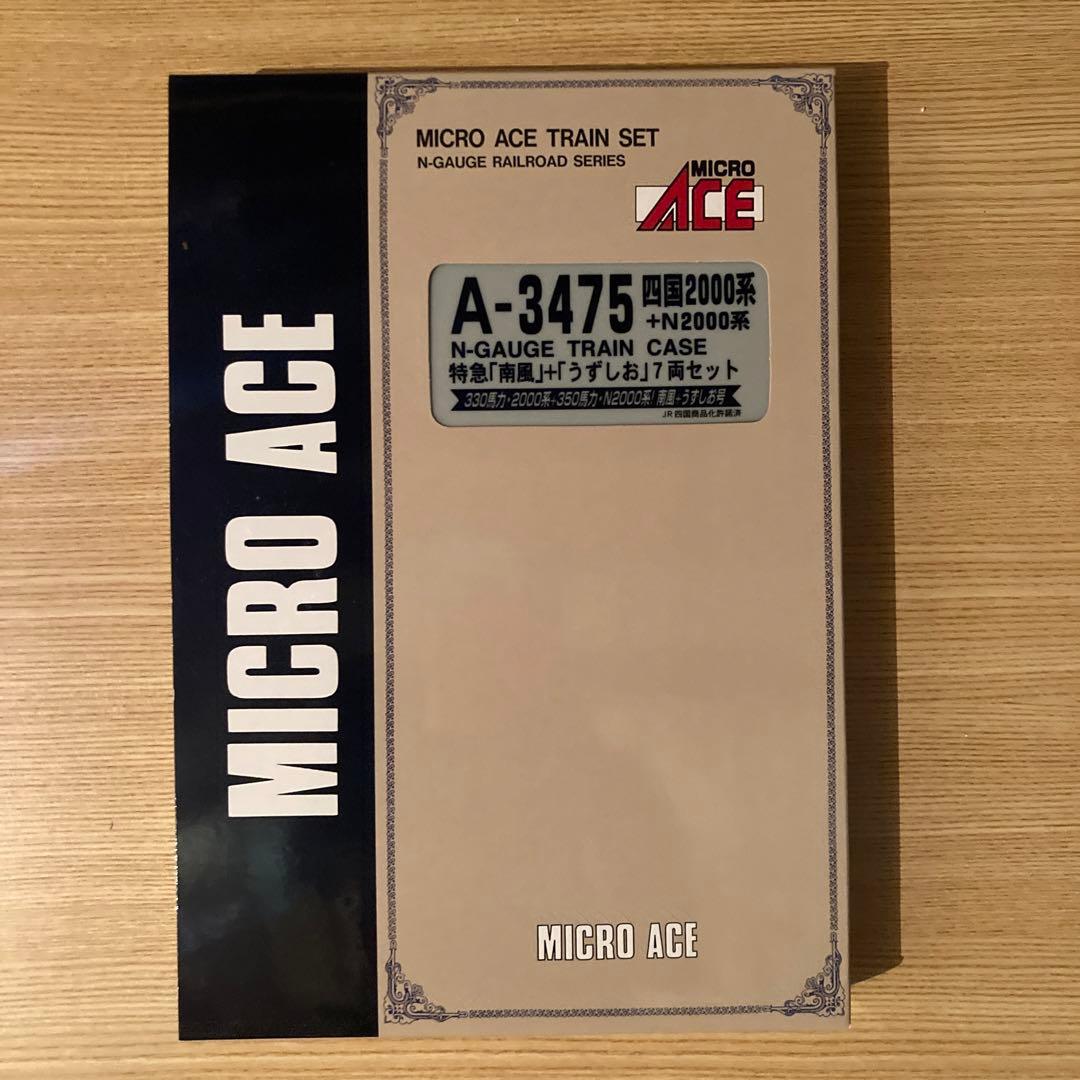 MICRO ACE
MICRO ACE TRAIN SET
N-GAUGE RAILROAD SERIES
MICRO
ACE
A-3475 四国2000系
+N2000系
N-GAUGE TRAIN CASE
特急「南風」+「うずしお」7両セット
330馬力・2000系+350馬力・N2000系!南風+うずしお号
JR四国商品化許諾済
MICRO ACE